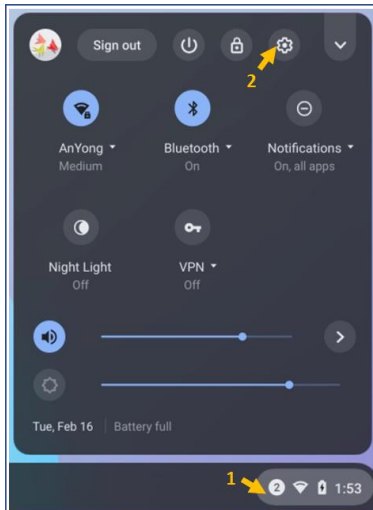 Sign out
2
AnYong Bluetooth Notifications
Medium On On, all apps
Night Light VPN
Off Off
Tue, Feb 16 Battery full
1
2 1:53